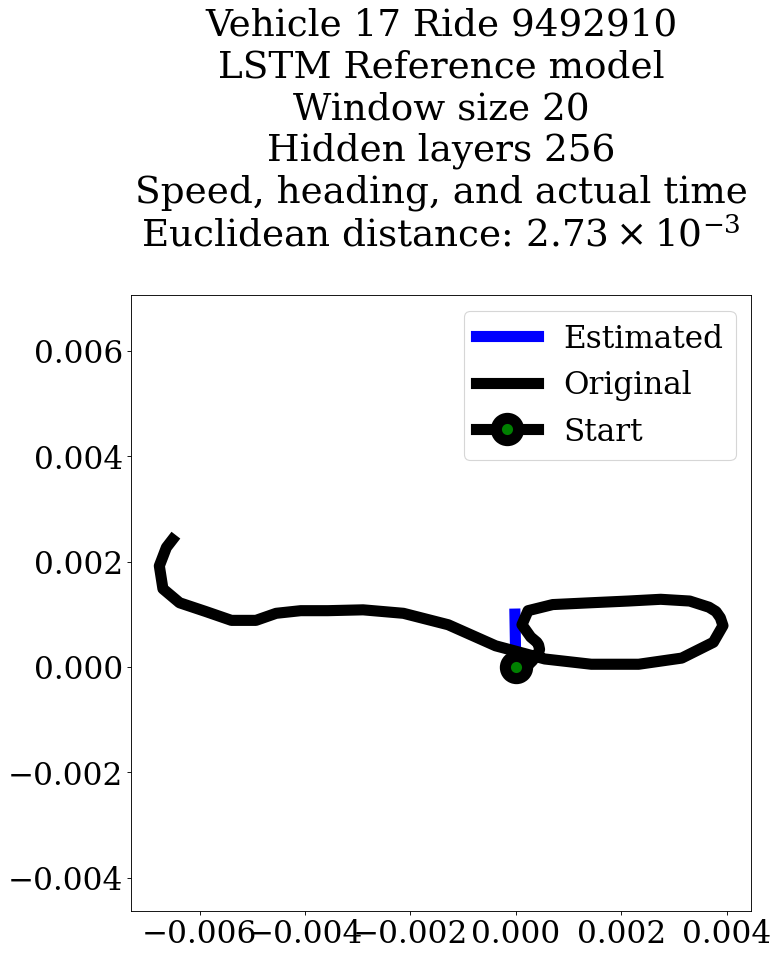 Vehicle 17 Ride 9492910
LSTM Reference model
Window size 20
Hidden layers 256
Speed, heading, and actual time
Euclidean distance: 2.73 × 10⁻³
Estimated
Original
Start
0.006
0.004
0.002
0.000
−0.002
−0.004
−0.006 −0.004 −0.002 0.000 0.002 0.004